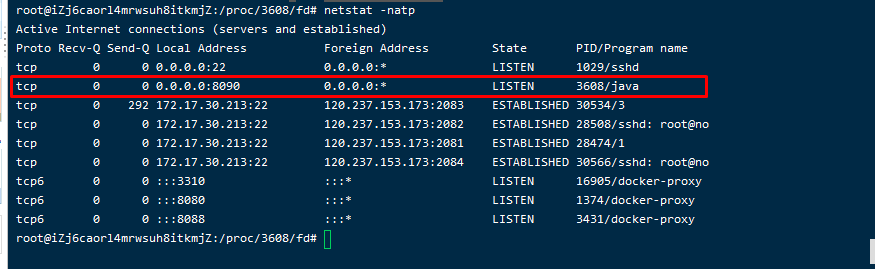 root@iZj6caorl4mrwsuh8itkmjZ:/proc/3608/fd# netstat -natp
Active Internet connections (servers and established)
Proto Recv-Q Send-Q Local Address           Foreign Address         State       PID/Program name
tcp        0      0 0.0.0.0:22              0.0.0.0:*               LISTEN      1029/sshd
tcp        0      0 0.0.0.0:8090            0.0.0.0:*               LISTEN      3608/java
tcp        0    292 172.17.30.213:22        120.237.153.173:2083    ESTABLISHED 30534/3
tcp        0      0 172.17.30.213:22        120.237.153.173:2082    ESTABLISHED 28508/sshd: root@no
tcp        0      0 172.17.30.213:22        120.237.153.173:2081    ESTABLISHED 28474/1
tcp        0      0 172.17.30.213:22        120.237.153.173:2084    ESTABLISHED 30566/sshd: root@no
tcp6       0      0 :::3310                 :::*                    LISTEN      16905/docker-proxy
tcp6       0      0 :::8080                 :::*                    LISTEN      1374/docker-proxy
tcp6       0      0 :::8088                 :::*                    LISTEN      3431/docker-proxy
root@iZj6caorl4mrwsuh8itkmjZ:/proc/3608/fd#